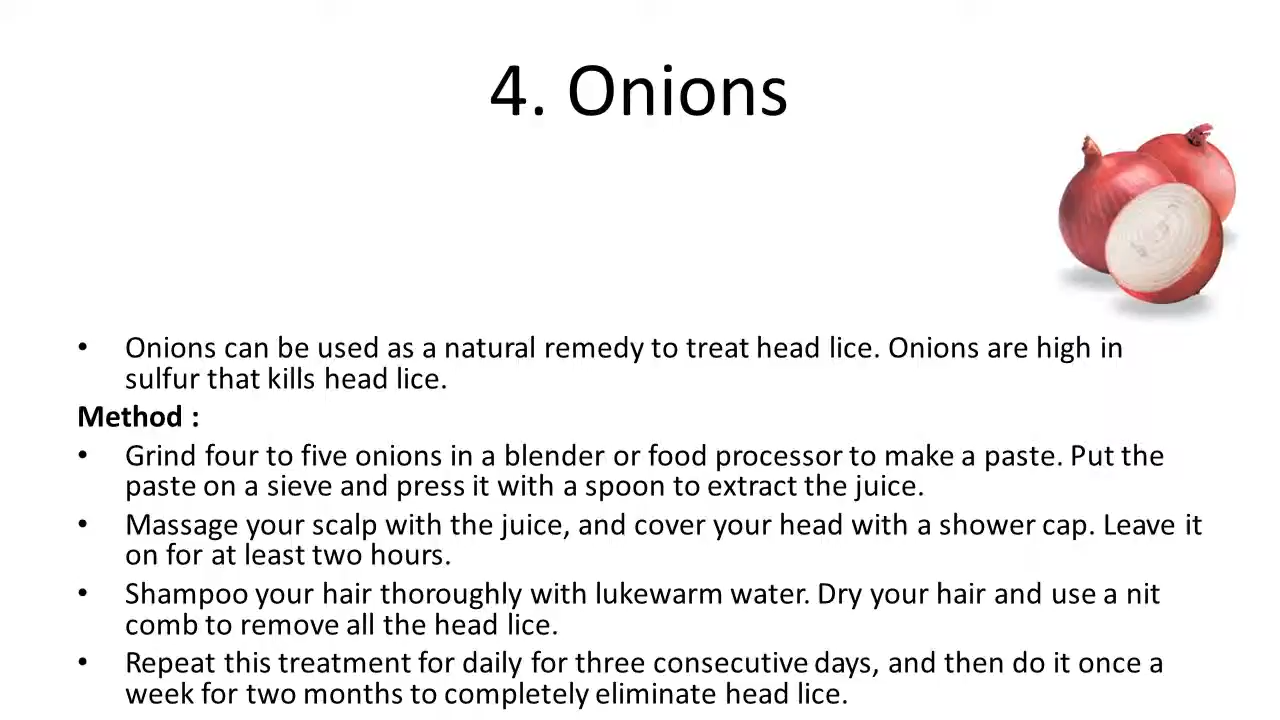 4. Onions
• Onions can be used as a natural remedy to treat head lice. Onions are high in
sulfur that kills head lice.
Method :
• Grind four to five onions in a blender or food processor to make a paste. Put the
paste on a sieve and press it with a spoon to extract the juice.
• Massage your scalp with the juice, and cover your head with a shower cap. Leave it
on for at least two hours.
• Shampoo your hair thoroughly with lukewarm water. Dry your hair and use a nit
comb to remove all the head lice.
• Repeat this treatment for daily for three consecutive days, and then do it once a
week for two months to completely eliminate head lice.